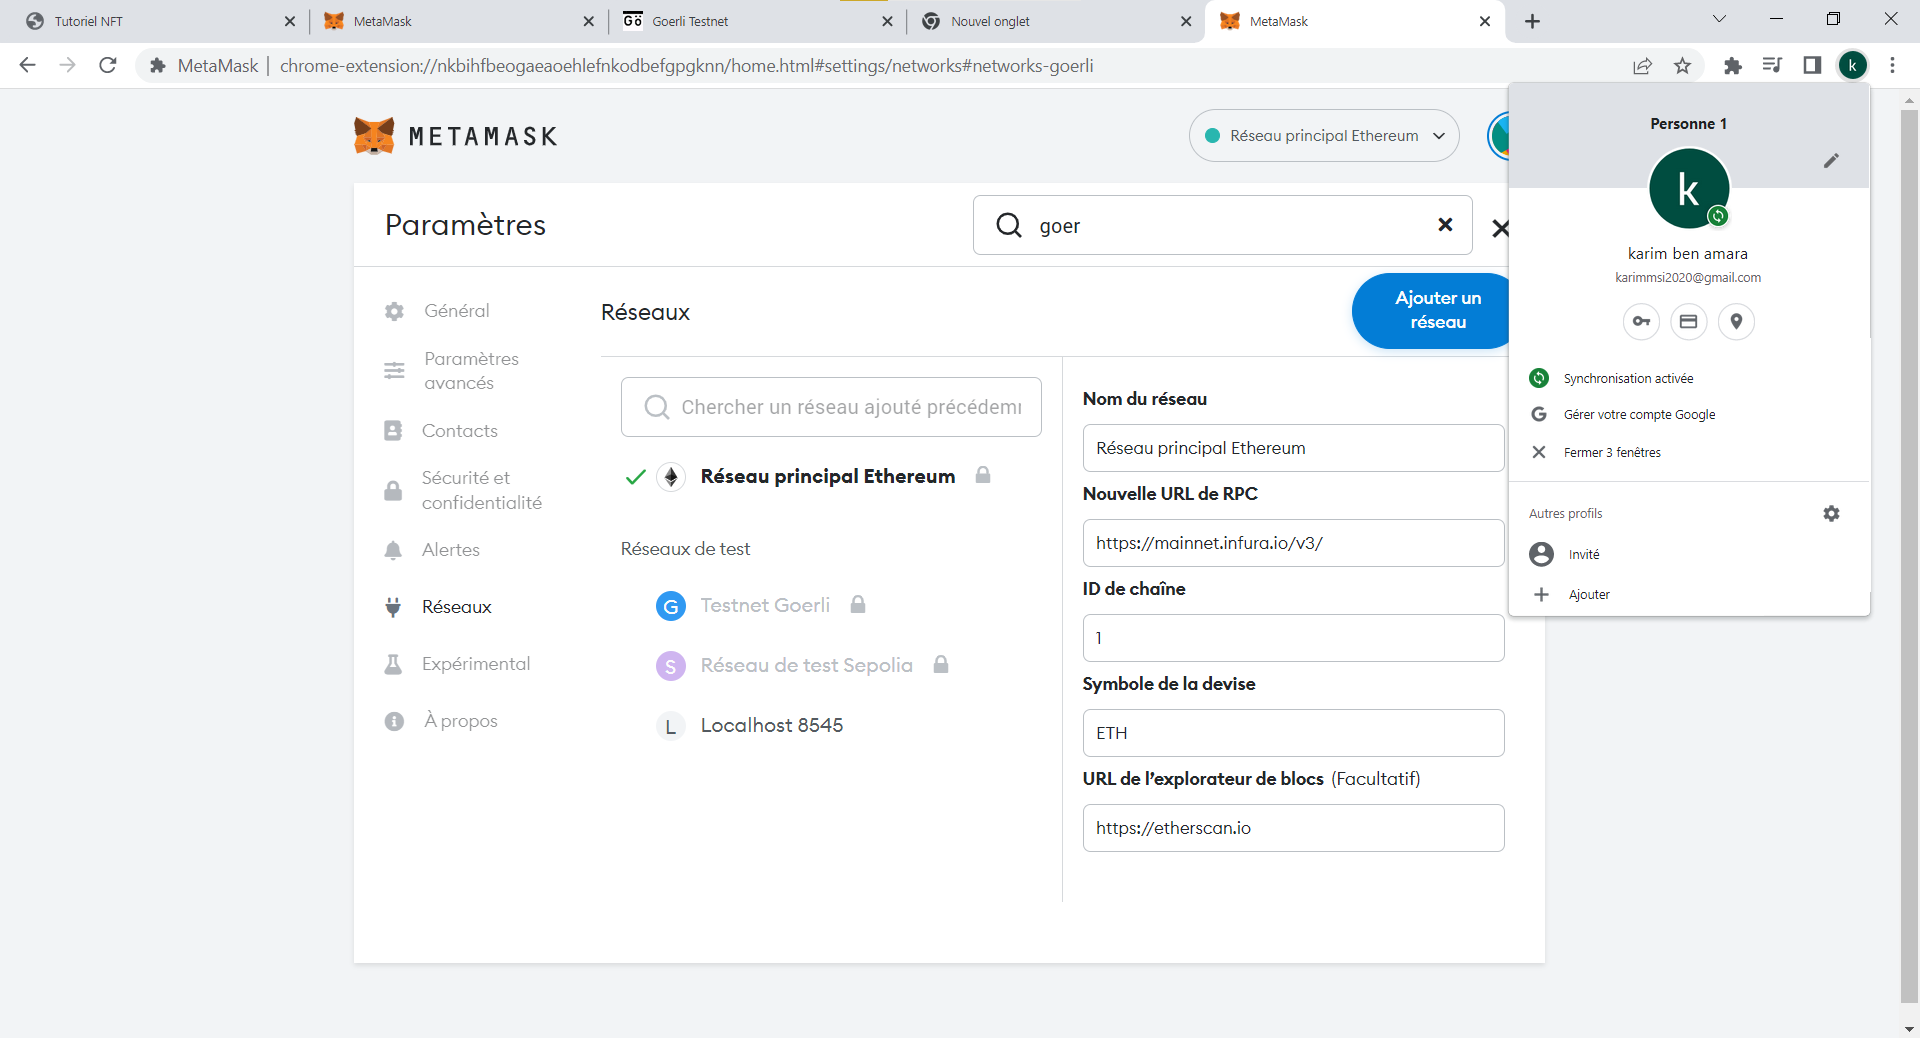 Tutoriel NFT
MetaMask
Goerli Testnet
Nouvel onglet
MetaMask
MetaMask | chrome-extension://nkbihfbeogaeaoehlefnkodbefgpgknn/home.html#settings/networks#networks-goerli
k
METAMASK
Réseau principal Ethereum
Paramètres
goer
Général
Paramètres
avancés
Contacts
Sécurité et
confidentialité
Alertes
Réseaux
Expérimental
À propos
Réseaux
Ajouter un
réseau
Chercher un réseau ajouté précédemi
Réseau principal Ethereum
Réseaux de test
G Testnet Goerli
S Réseau de test Sepolia
L Localhost 8545
Nom du réseau
Réseau principal Ethereum
Nouvelle URL de RPC
https://mainnet.infura.io/v3/
ID de chaîne
1
Symbole de la devise
ETH
URL de l'explorateur de blocs (Facultatif)
https://etherscan.io
Personne 1
k
karim ben amara
karimmsi2020@gmail.com
Synchronisation activée
G Gérer votre compte Google
Fermer 3 fenêtres
Autres profils
Invité
Ajouter